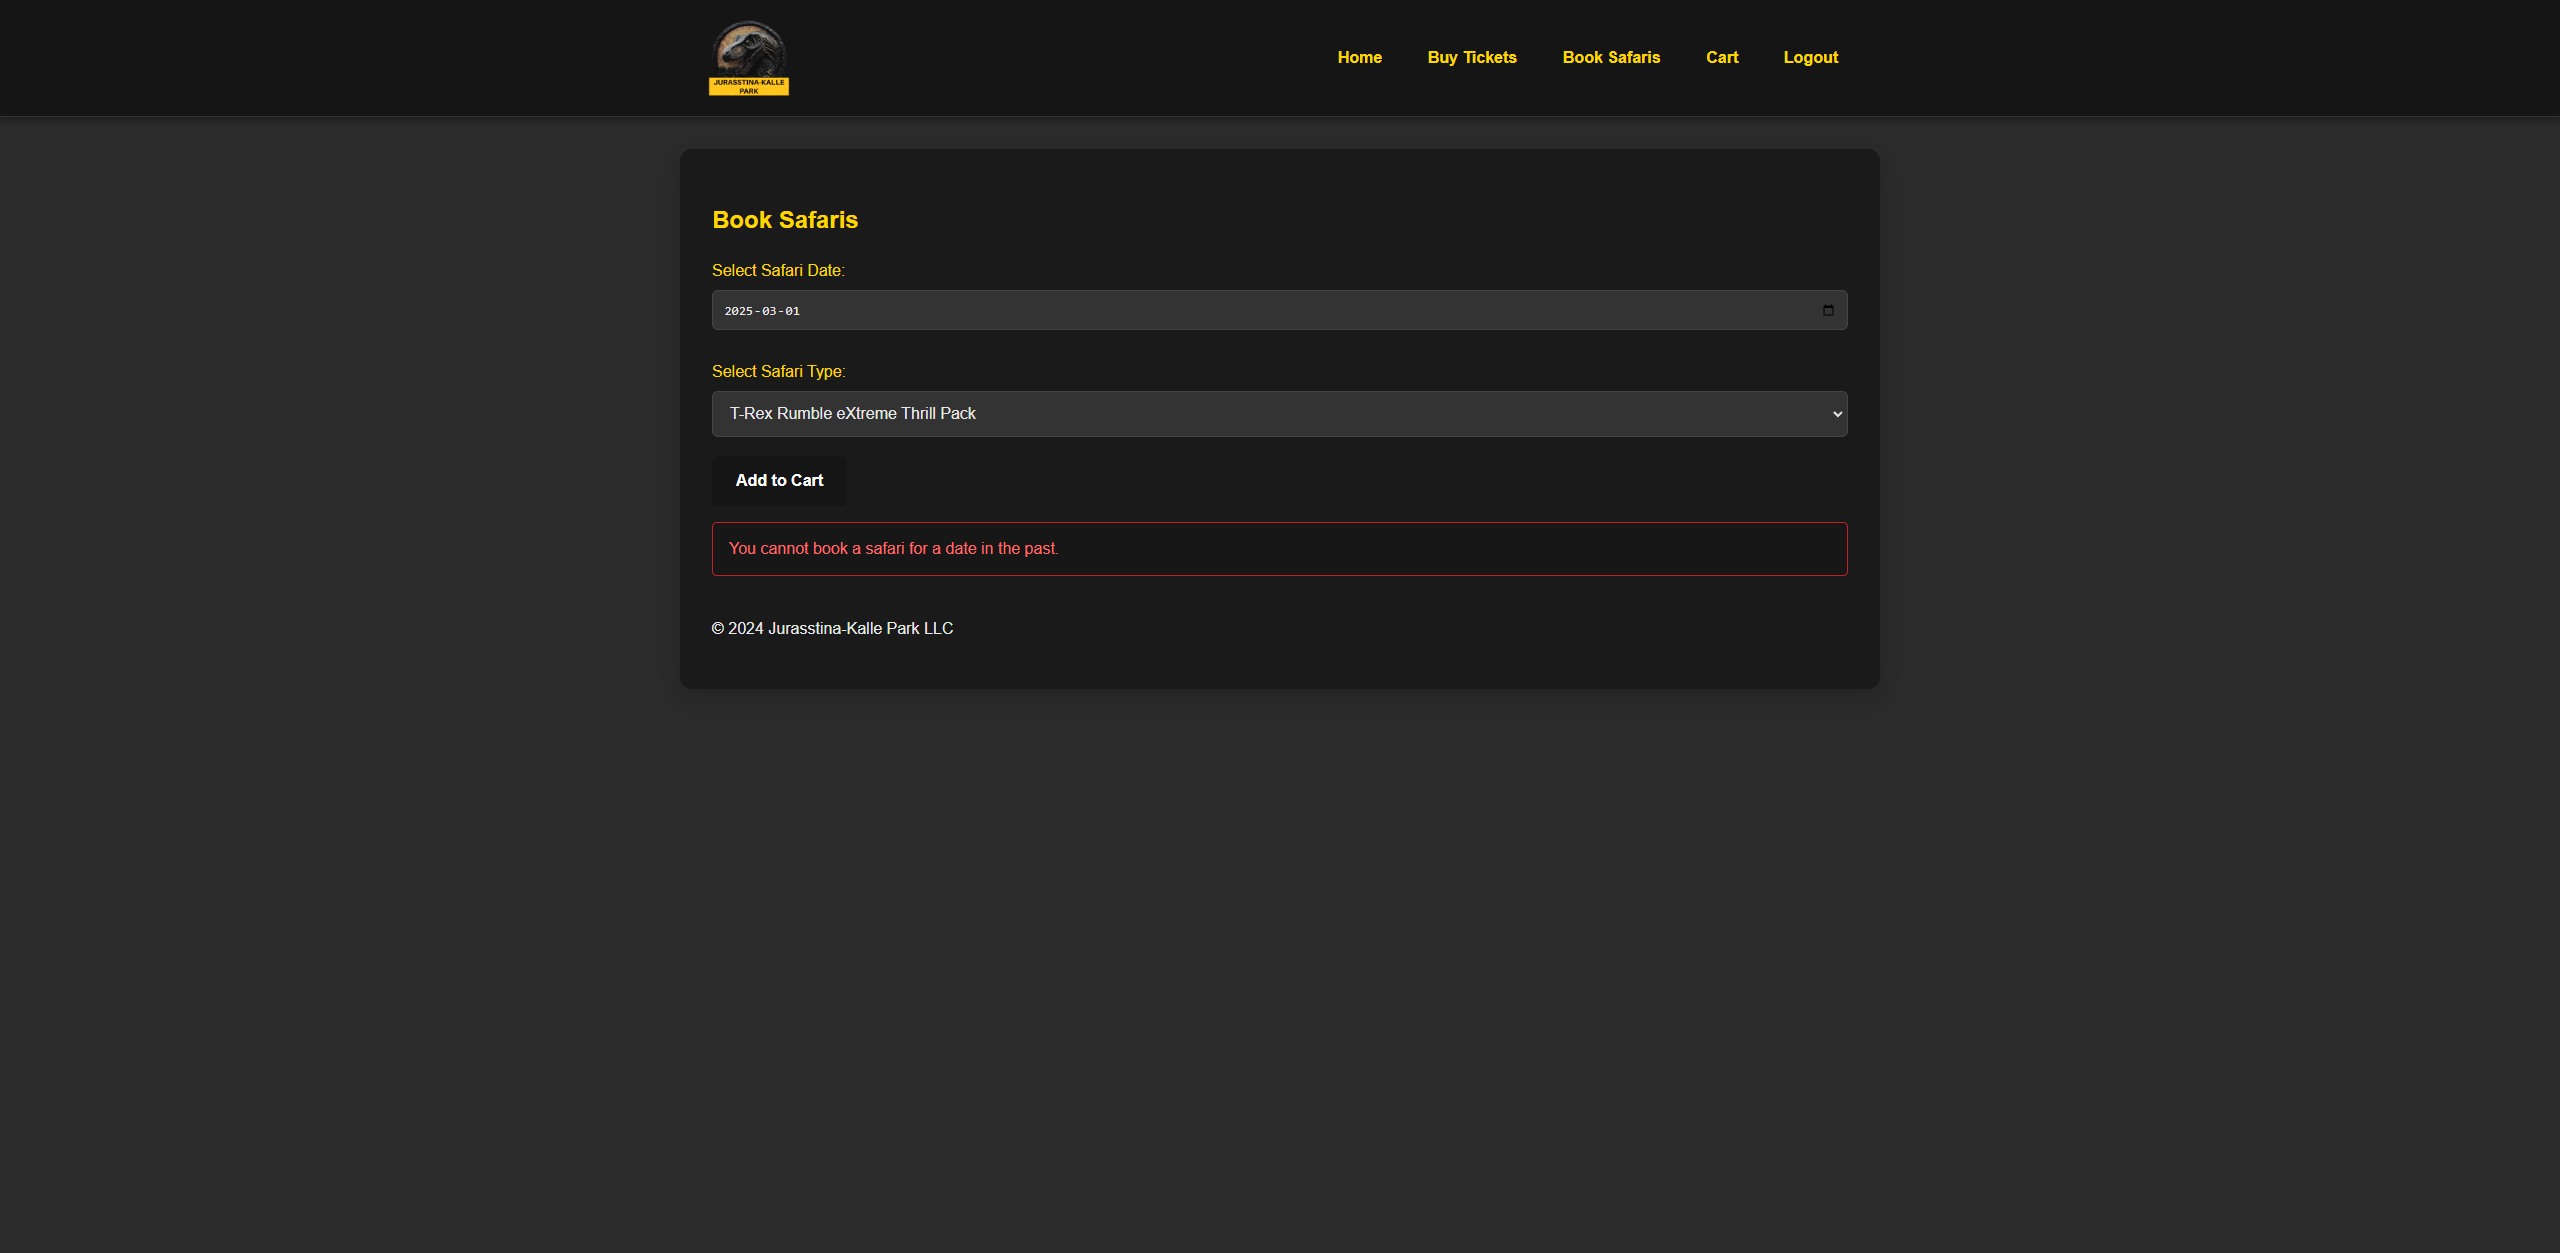 JURASSTINA-KALLE
PARK
Home
Buy Tickets
Book Safaris
Cart
Logout
Book Safaris
Select Safari Date:
2025-03-01
Select Safari Type:
T-Rex Rumble eXtreme Thrill Pack
Add to Cart
You cannot book a safari for a date in the past.
© 2024 Jurasstina-Kalle Park LLC